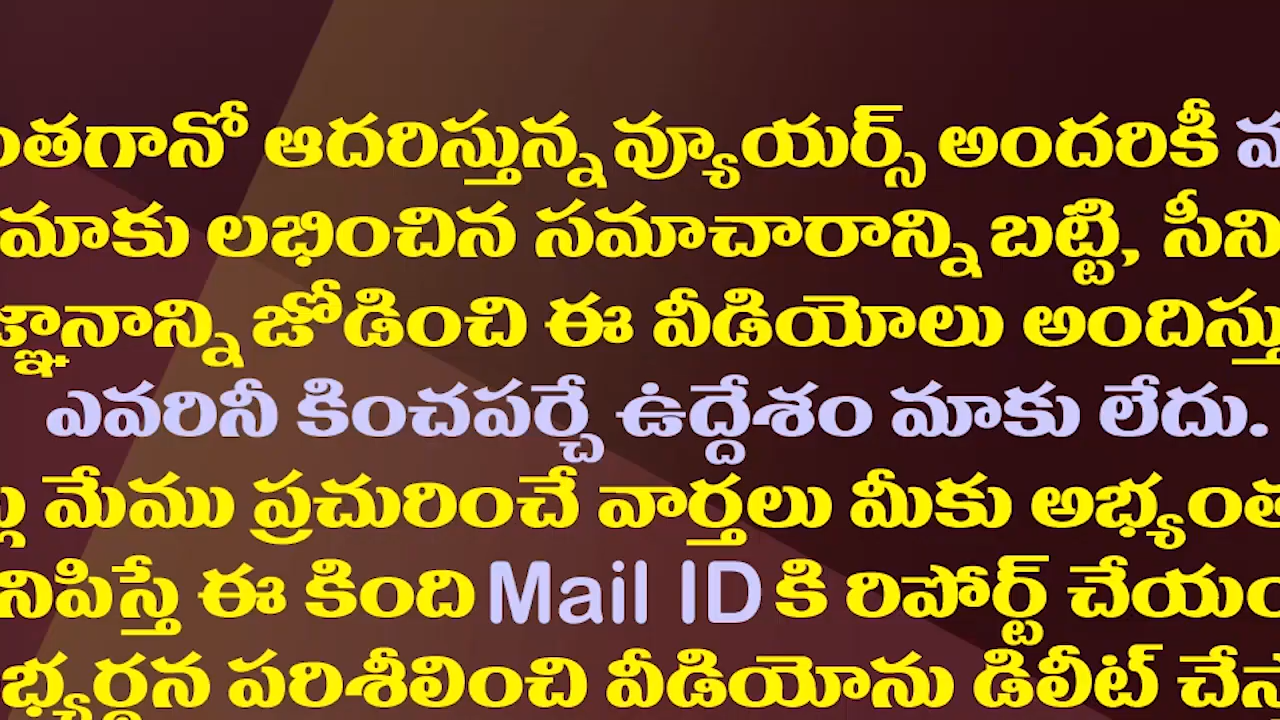 ంతగానో ఆదరిస్తున్న వ్యూయర్స్ అందరికీ
మాకు లభించిన సమాచారాన్ని బట్టి, సీని
జ్ఞానాన్ని జోడించి ఈ వీడియోలు అందిస్తు
ఎవరినీ కించపర్చే ఉద్దేశం మాకు లేదు.
మేము ప్రచురించే వార్తలు మీకు అభ్యంత
నిపిస్తే ఈ కింది Mail ID కి రిపోర్ట్ చేయం
భ్యర్థన పరిశీలించి వీడియోను డిలీట్ చేస